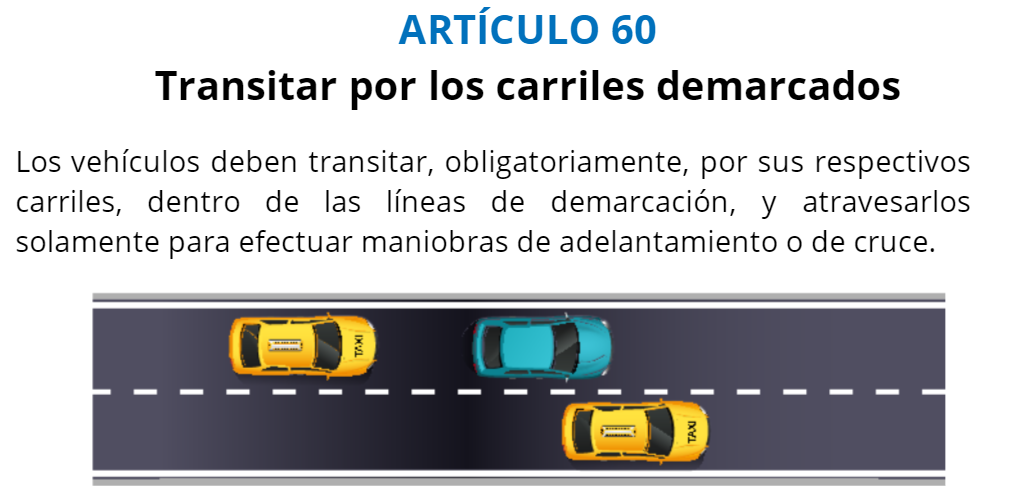 ARTÍCULO 60
Transitar por los carriles demarcados
Los vehículos deben transitar, obligatoriamente, por sus respectivos
carriles, dentro de las líneas de demarcación, y atravesarlos
solamente para efectuar maniobras de adelantamiento o de cruce.
TAXI
TAXI